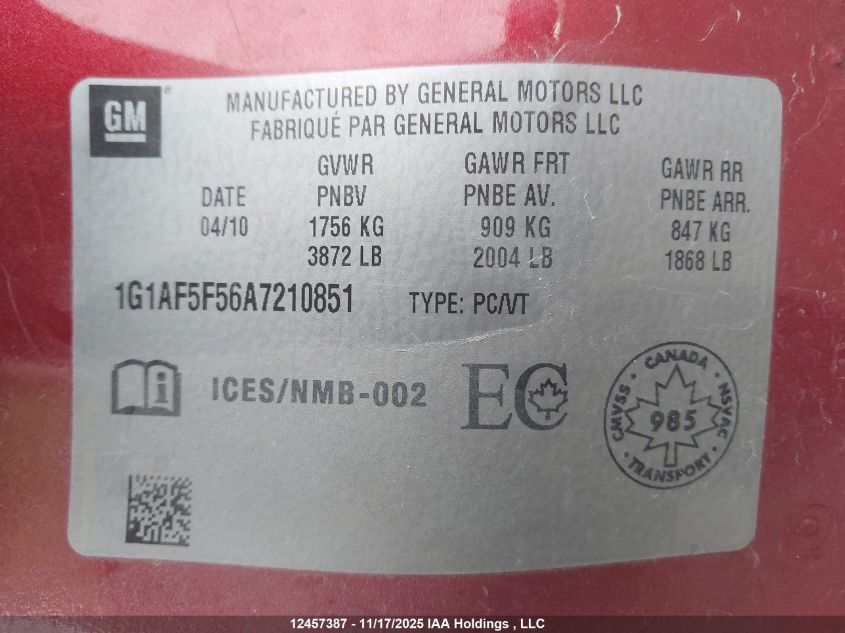 GM ®
MANUFACTURED BY GENERAL MOTORS LLC
FABRIQUÉ PAR GENERAL MOTORS LLC
GVWR GAWR FRT GAWR RR
DATE PNBV PNBE AV. PNBE ARR.
04/10 1756 KG 909 KG 847 KG
3872 LB 2004 LB 1868 LB
1G1AF5F56A7210851 TYPE: PC/VT
i ICES/NMB-002 EC
CANADA
CMVSS 985 NSVAC
TRANSPORT
12457387 - 11/17/2025 IAA Holdings , LLC